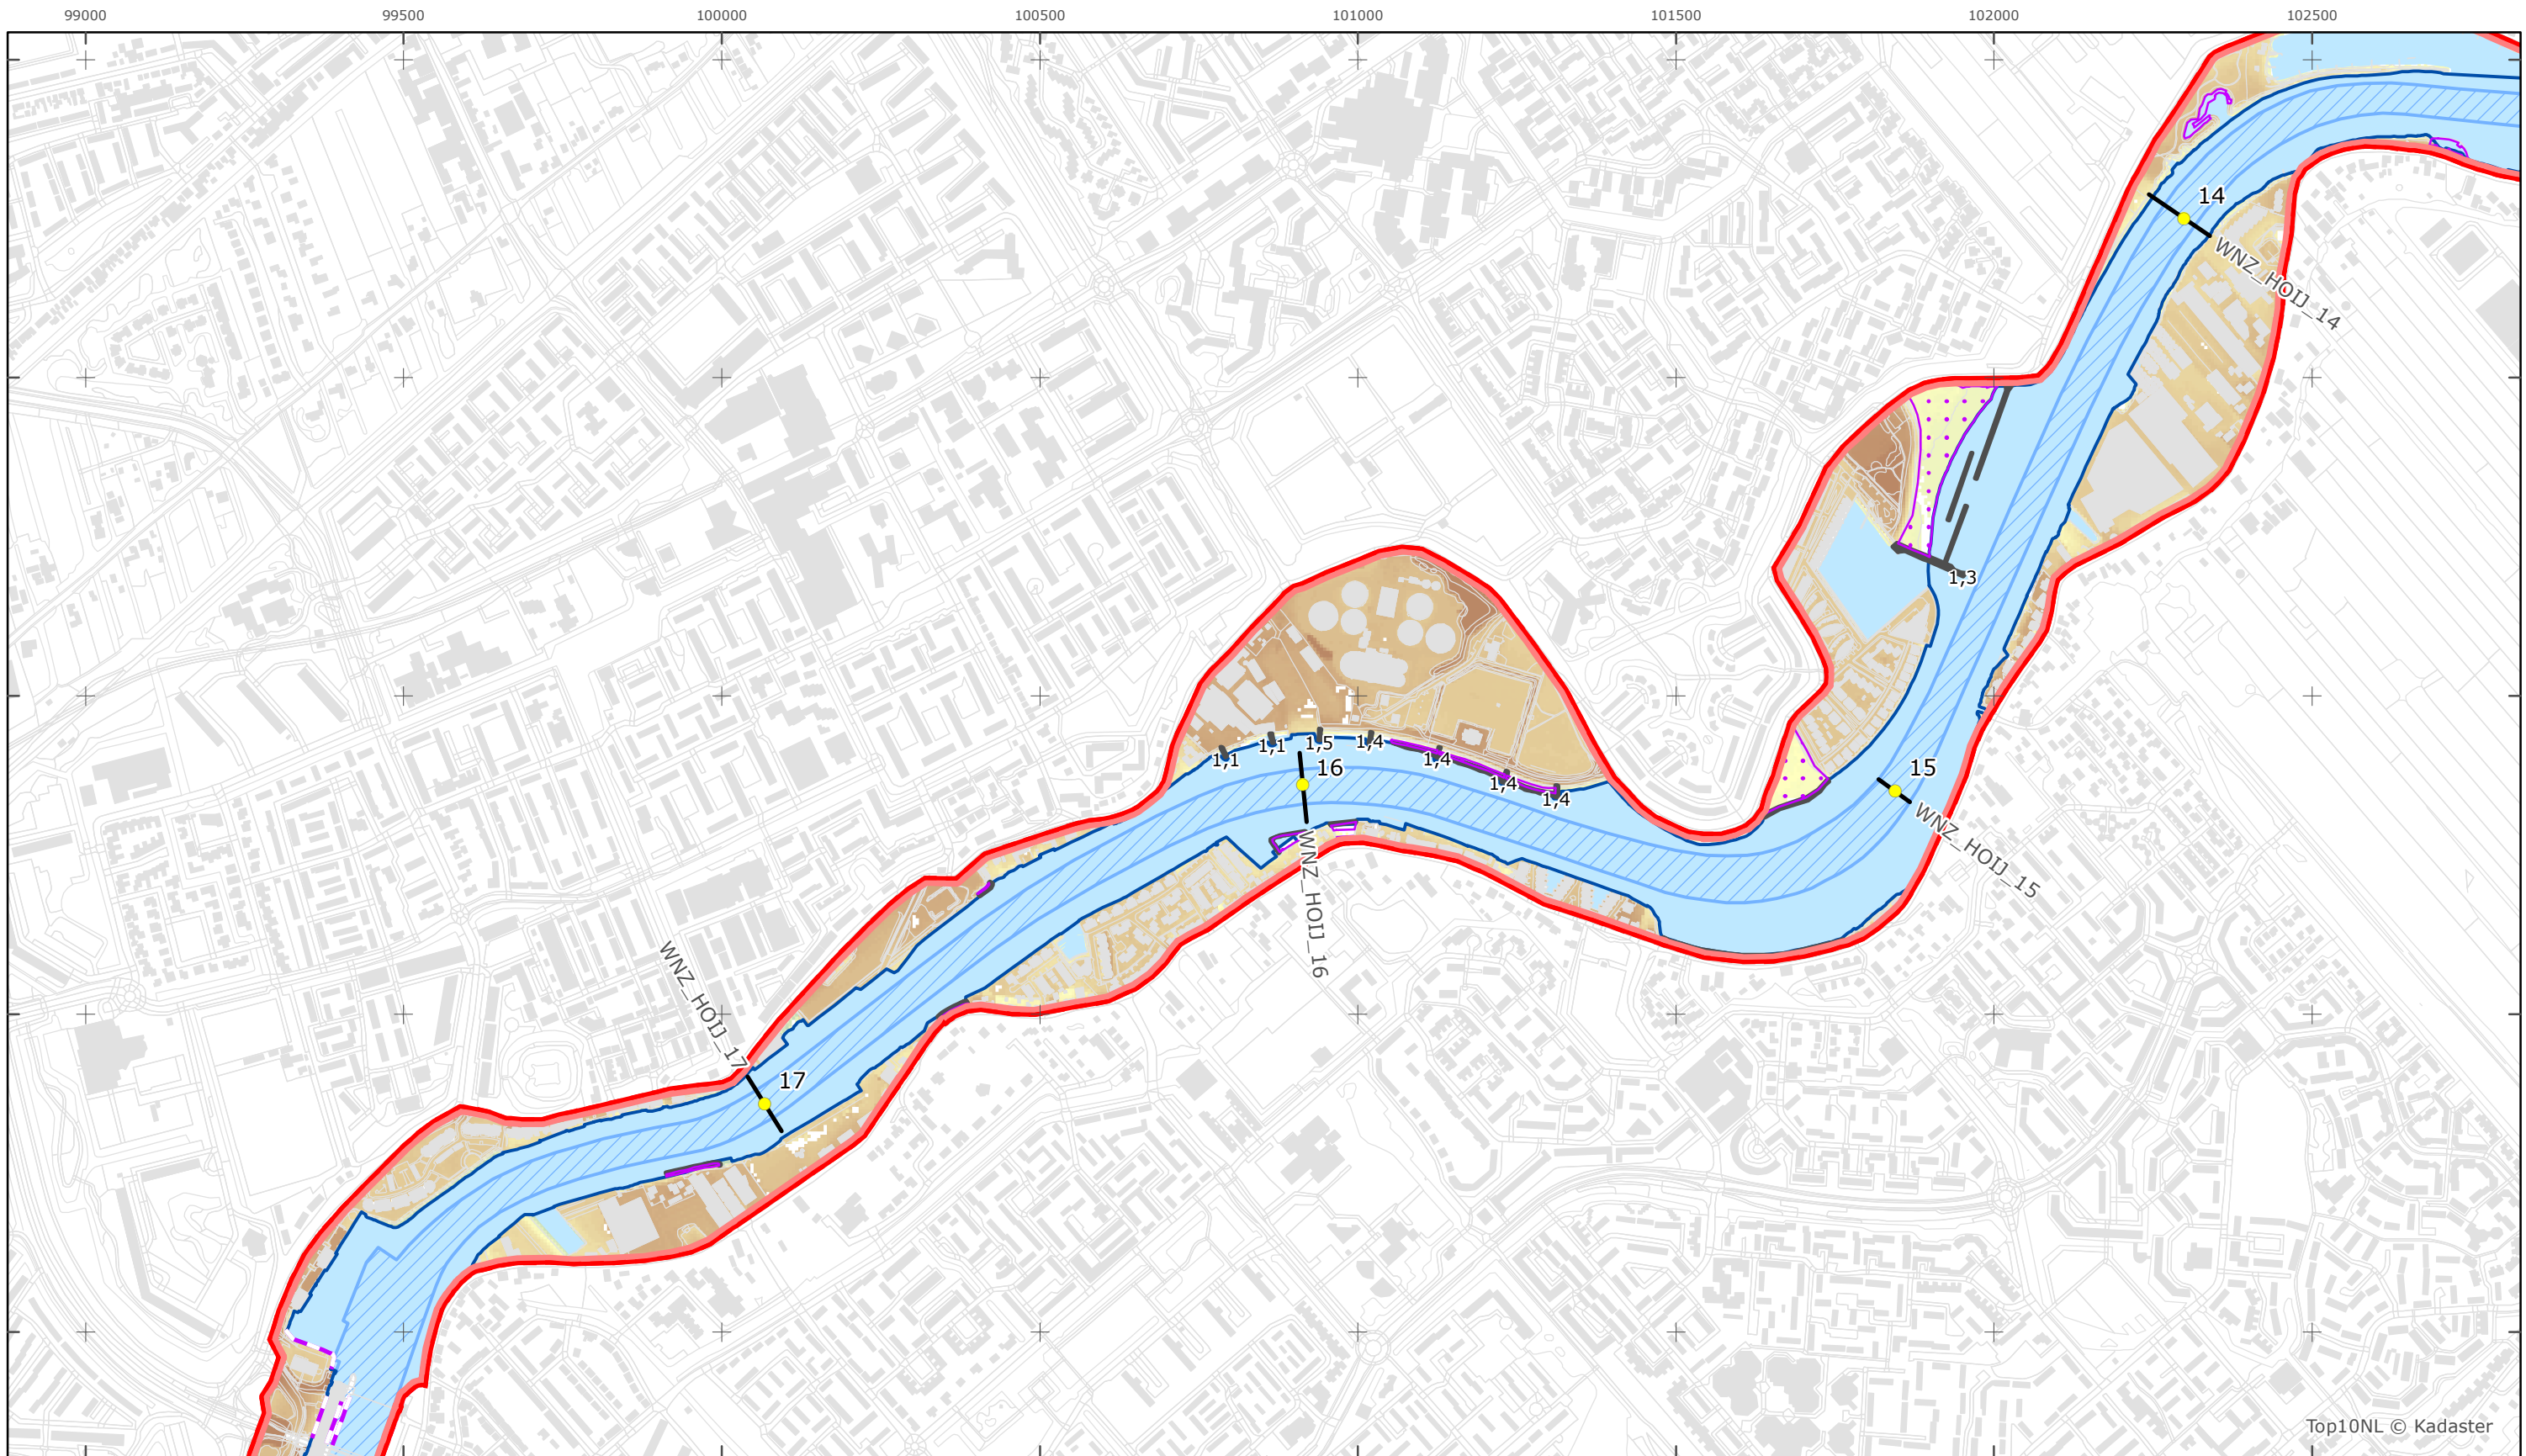 99000 99500 100000 100500 101000 101500 102000 102500
14
WNZ_HOIJ_14
1,3
1,1 1,1 1,5 1,4 1,4 1,4 1,4
16
15
WNZ_HOIJ_15
WNZ_HOIJ_16
WNZ_HOIJ_17
17
Top10NL © Kadaster